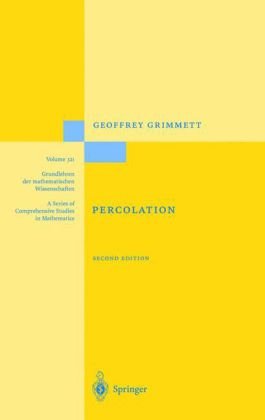 GEOFFREY GRIMMETT
Volume 321
Grundlehren
der mathematischen
Wissenschaften
A Series of
Comprehensive Studies
in Mathematics
PERCOLATION
SECOND EDITION
Springer